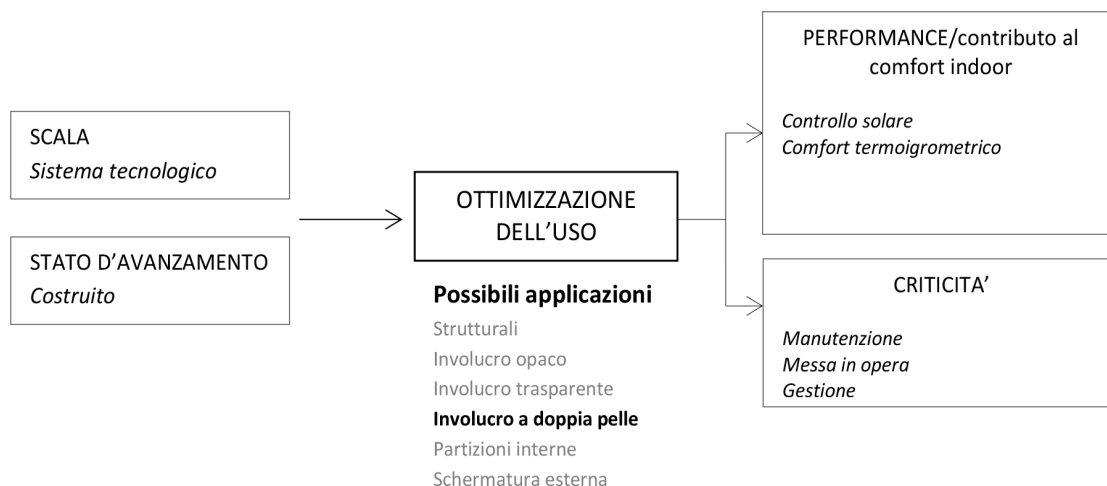 SCALA
Sistema tecnologico
STATO D'AVANZAMENTO
Costruito
OTTIMIZZAZIONE
DELL'USO
Possibili applicazioni
Strutturali
Involucro opaco
Involucro trasparente
Involucro a doppia pelle
Partizioni interne
Schermatura esterna
PERFORMANCE/contributo al
comfort indoor
Controllo solare
Comfort termoigrometrico
CRITICITA'
Manutenzione
Messa in opera
Gestione